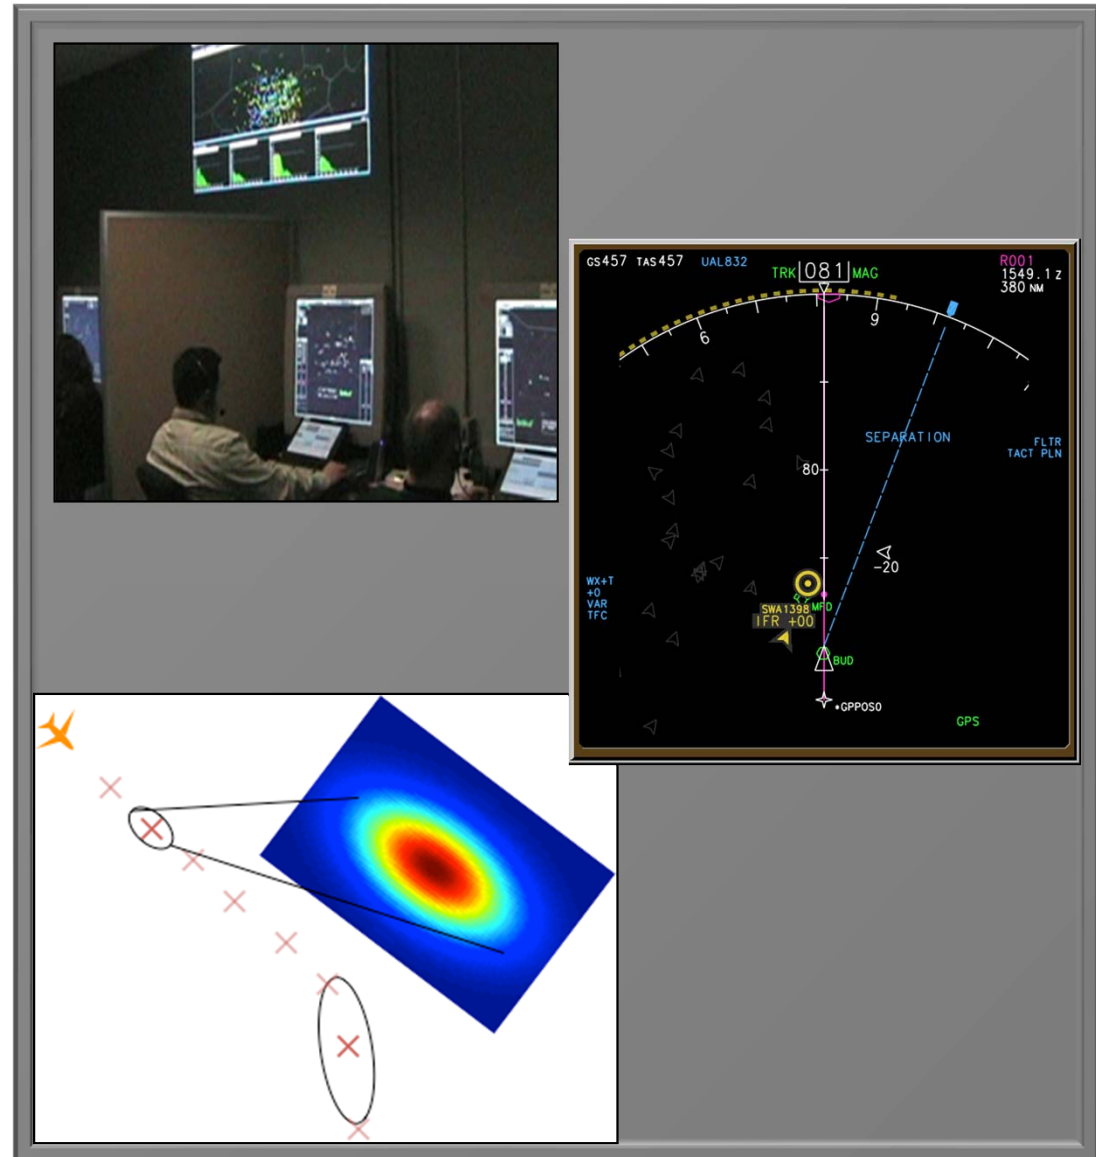 GS457 TAS457 UAL832
TRK 081 MAG
R001
1549.1z
380 NM
6
9
SEPARATION
FLTR
TACT PLN
80
-20
WX+T
+0
VAR
TFC
MFD
SWA1398
IFR +00
BUD
GPPOSO
GPS